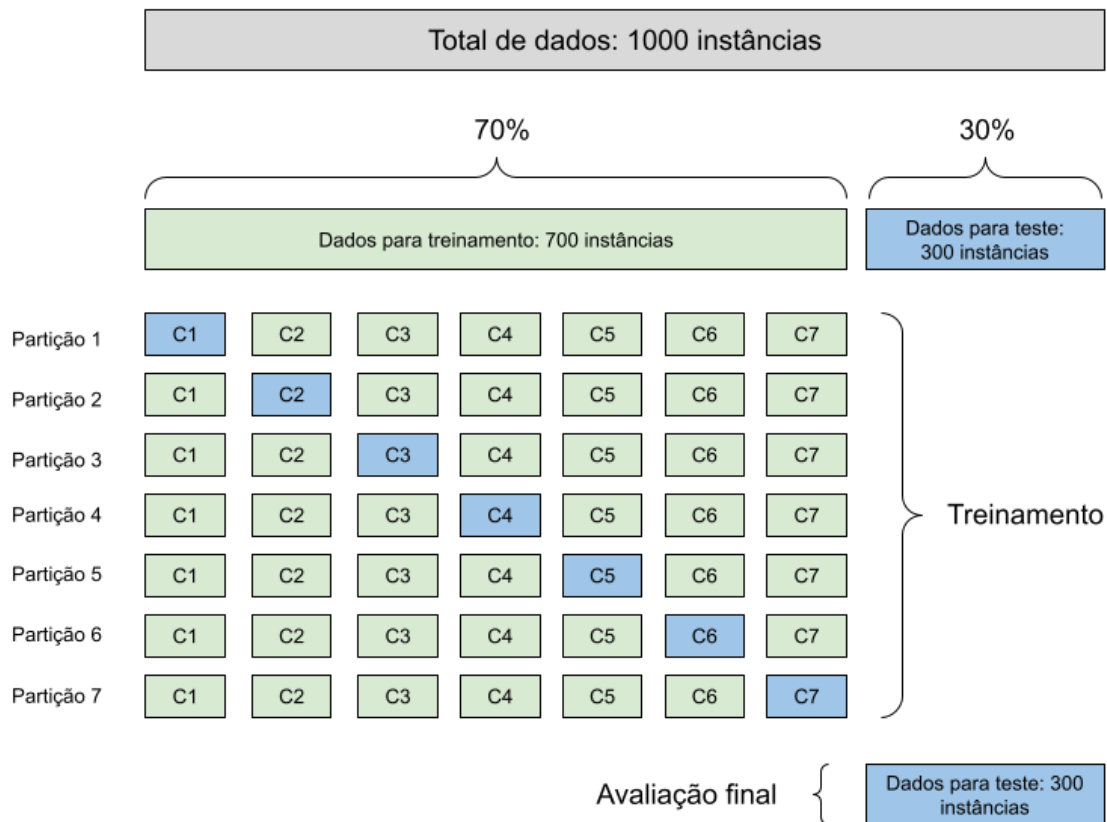 Total de dados: 1000 instâncias
70%
30%
Dados para treinamento: 700 instâncias
Dados para teste:
300 instâncias
Partição 1 C1 C2 C3 C4 C5 C6 C7
Partição 2 C1 C2 C3 C4 C5 C6 C7
Partição 3 C1 C2 C3 C4 C5 C6 C7
Partição 4 C1 C2 C3 C4 C5 C6 C7
Partição 5 C1 C2 C3 C4 C5 C6 C7
Partição 6 C1 C2 C3 C4 C5 C6 C7
Partição 7 C1 C2 C3 C4 C5 C6 C7
Treinamento
Avaliação final
Dados para teste: 300
instâncias